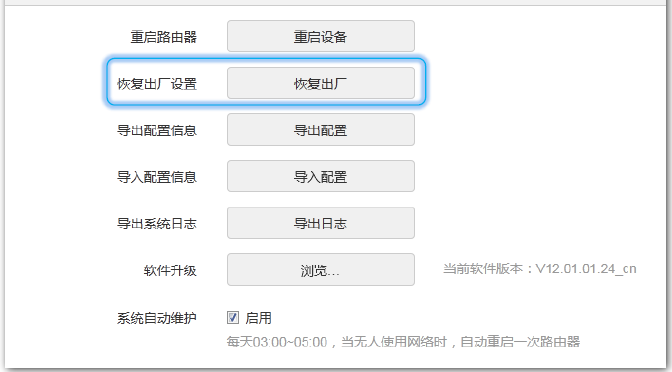 重启路由器 重启设备
恢复出厂设置 恢复出厂
导出配置信息 导出配置
导入配置信息 导入配置
导出系统日志 导出日志
软件升级 浏览... 当前软件版本：V12.01.01.24_cn
系统自动维护 启用
每天03:00~05:00，当无人使用网络时，自动重启一次路由器